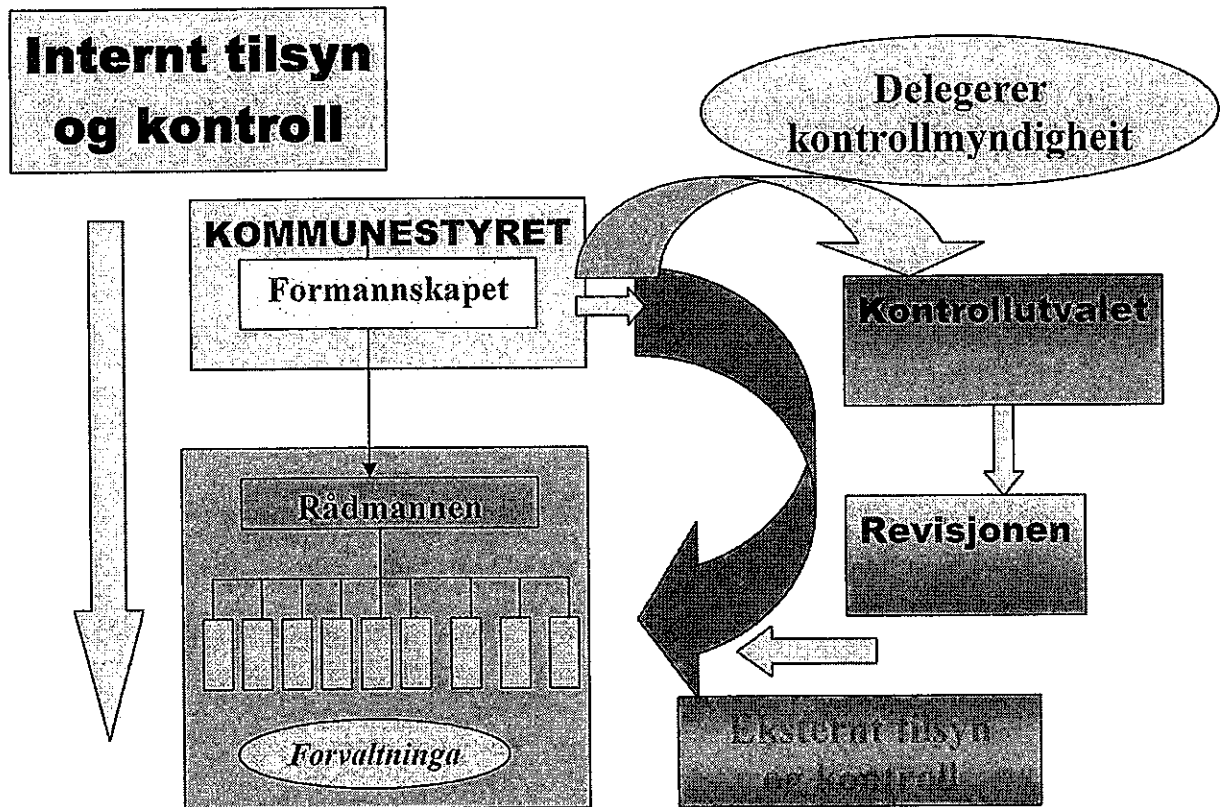 Internt tilsyn
og kontroll
Delegerer
kontrollmyndigheit
KOMMUNESTYRET
Formannskapet
Kontrollutvalet
Rådmannen
Revisjonen
Forvaltninga
Eksternt tilsyn
og kontroll